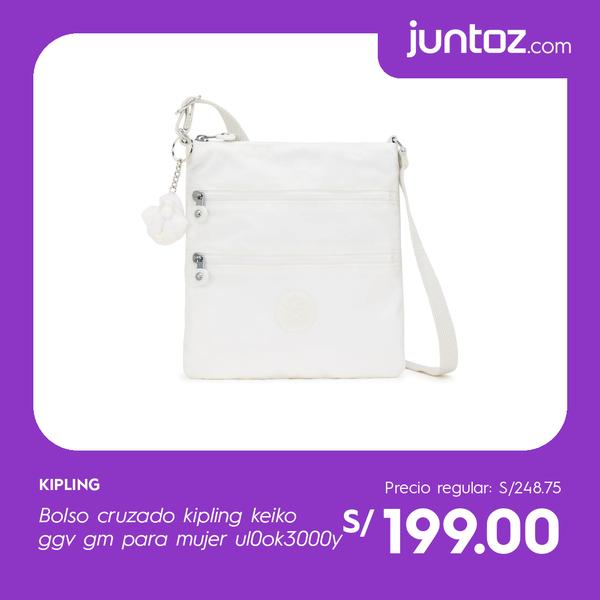 juntoz.com
KIPLING
Bolso cruzado kipling keiko
ggv gm para mujer ul0ok3000y
Precio regular: S/248.75
S/199.00